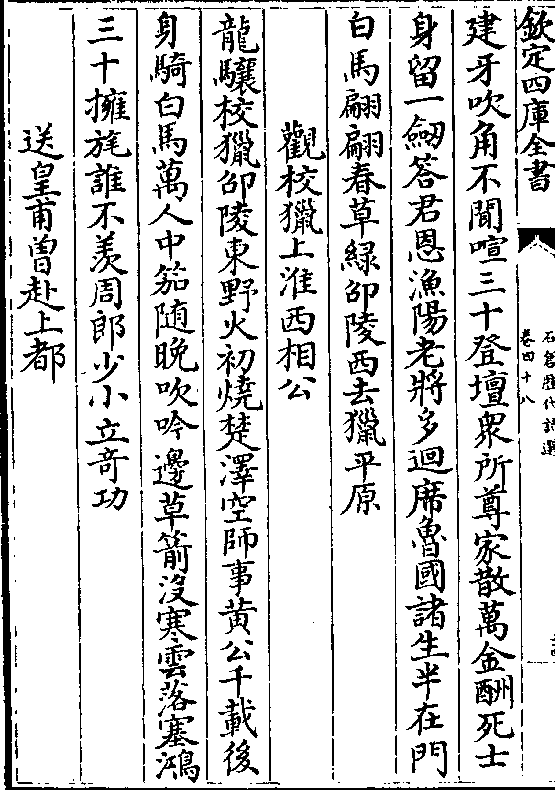 欽定四庫全書
石倉歷代詩選
卷四十八
建牙吹角不聞喧三十登壇衆所尊家散萬金酬死士
身留一劒答君恩漁陽老將多迴席魯國諸生半在門
白馬翩翩春草緑邵陵西去獵平原
觀校獵上淮西相公
龍驤校獵邵陵東野火初燒楚澤空師事黄公千載後
身騎白馬萬人中笳随晚吹吟邊草箭沒寒雲落塞鴻
三十擁旄誰不羨周郎少小立竒功
送皇甫曾赴上都